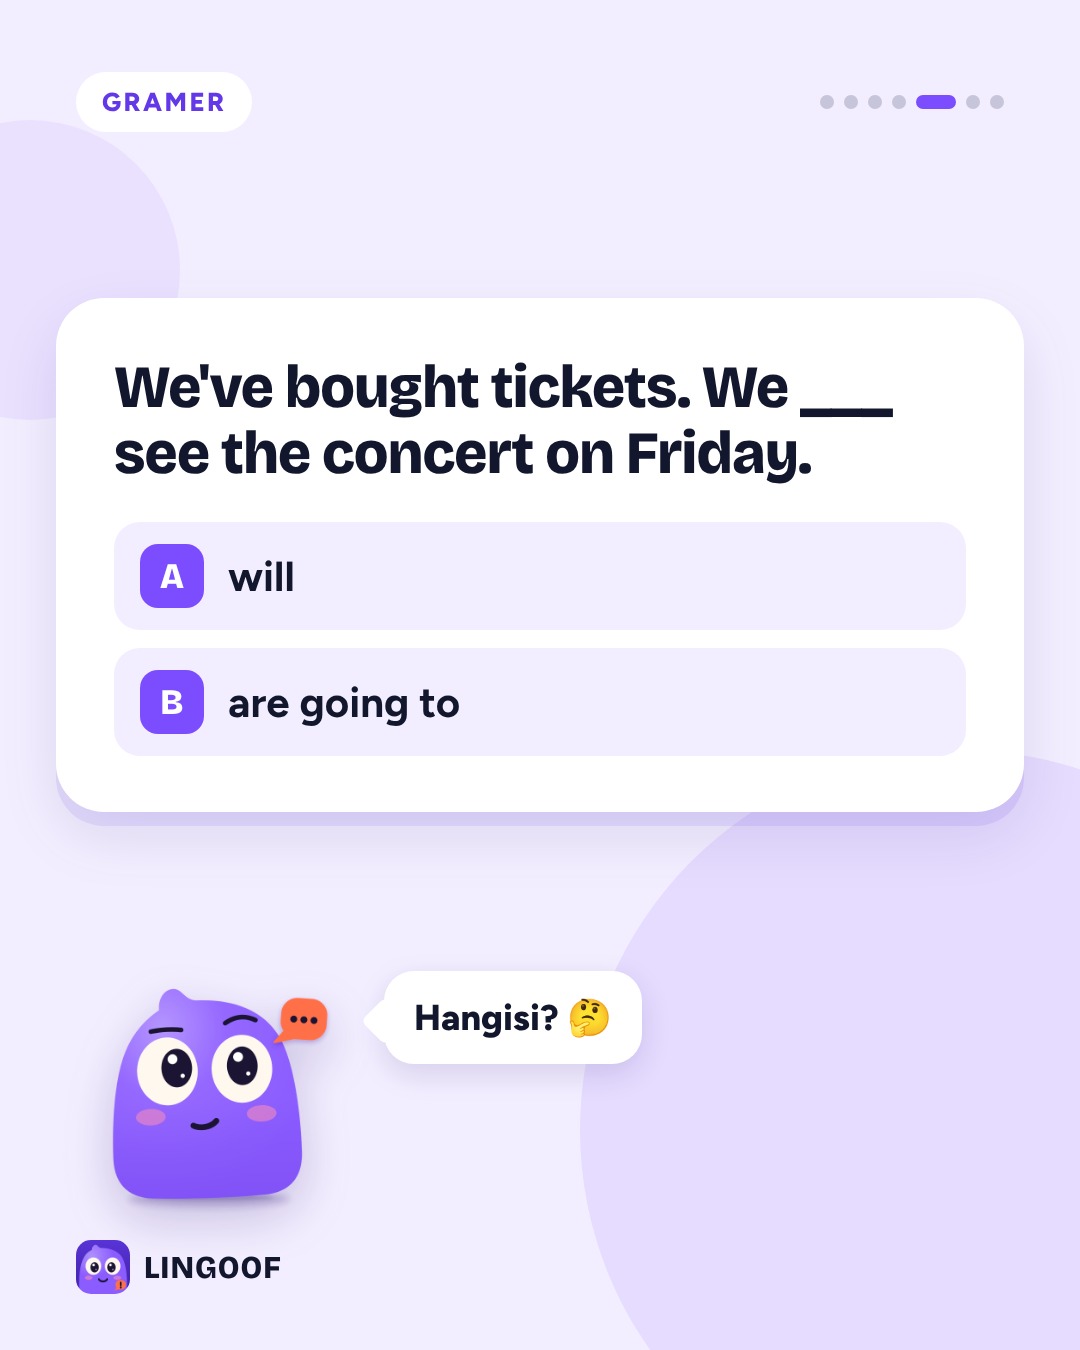 GRAMER
We've bought tickets. We ___
see the concert on Friday.
A will
B are going to
Hangisi? 🤔
LINGOOF